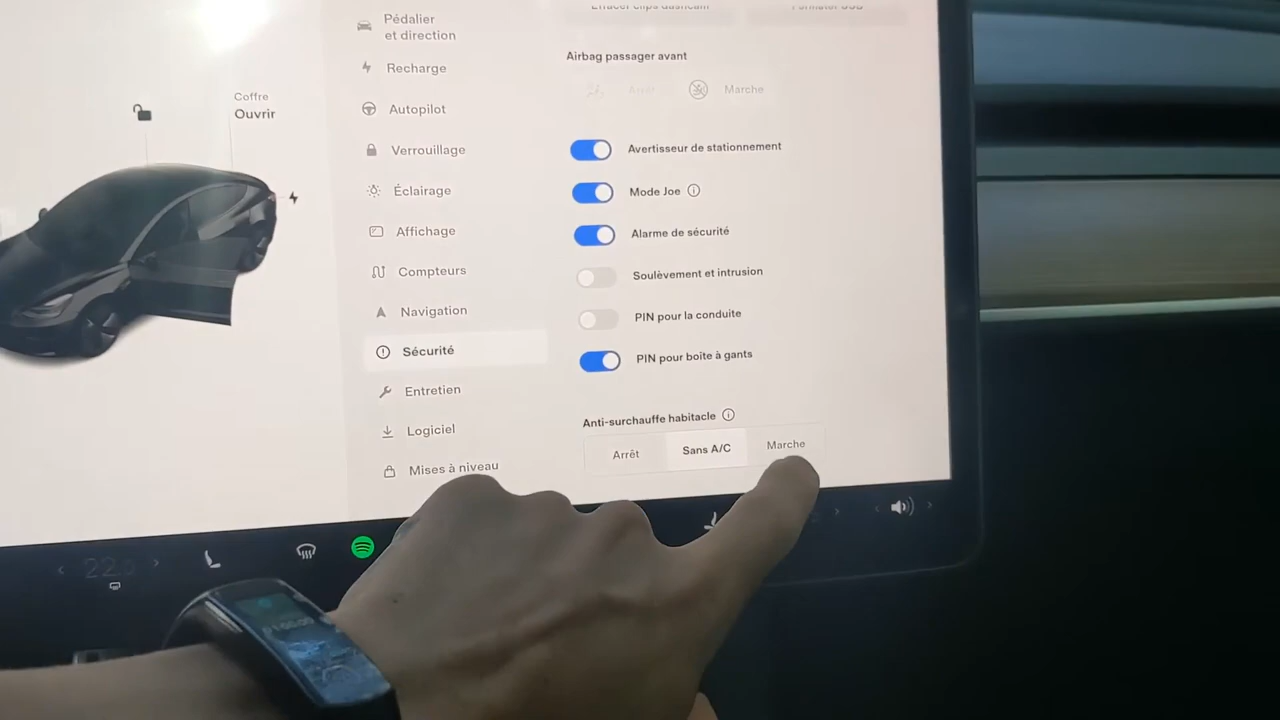 Pédalier
et direction
Recharge
Autopilot
Verrouillage
Éclairage
Affichage
Compteurs
Navigation
Sécurité
Entretien
Logiciel
Mises à niveau
Coffre
Ouvrir
Airbag passager avant
Arrêt
Marche
Avertisseur de stationnement
Mode Joe
Alarme de sécurité
Soulèvement et intrusion
PIN pour la conduite
PIN pour boîte à gants
Anti-surchauffe habitacle
Arrêt
Sans A/C
Marche